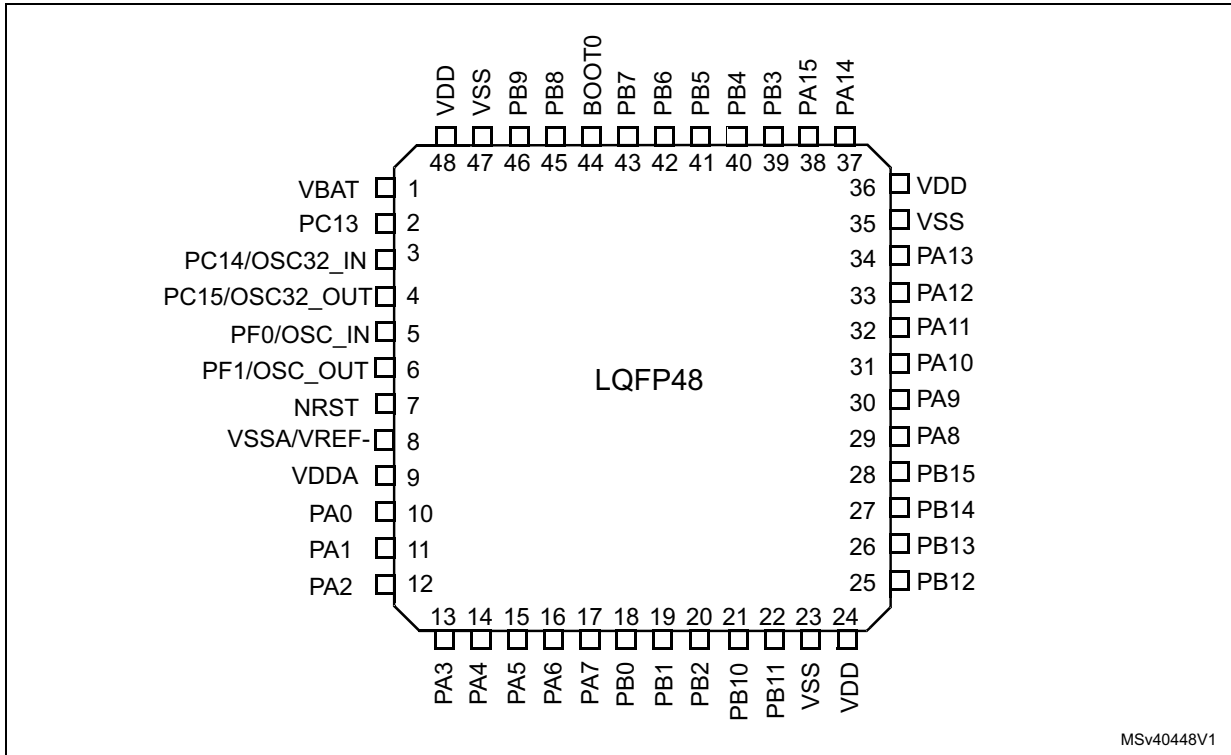 VDD
VSS
PB9
PB8
BOOT0
PB7
PB6
PB5
PB4
PB3
PA15
PA14
48 47 46 45 44 43 42 41 40 39 38 37
VBAT 1
PC13 2
PC14/OSC32_IN 3
PC15/OSC32_OUT 4
PF0/OSC_IN 5
PF1/OSC_OUT 6
NRST 7
VSSA/VREF- 8
VDDA 9
PA0 10
PA1 11
PA2 12
LQFP48
36 VDD
35 VSS
34 PA13
33 PA12
32 PA11
31 PA10
30 PA9
29 PA8
28 PB15
27 PB14
26 PB13
25 PB12
13 14 15 16 17 18 19 20 21 22 23 24
PA3
PA4
PA5
PA6
PA7
PB0
PB1
PB2
PB10
PB11
VSS
VDD
MSv40448V1